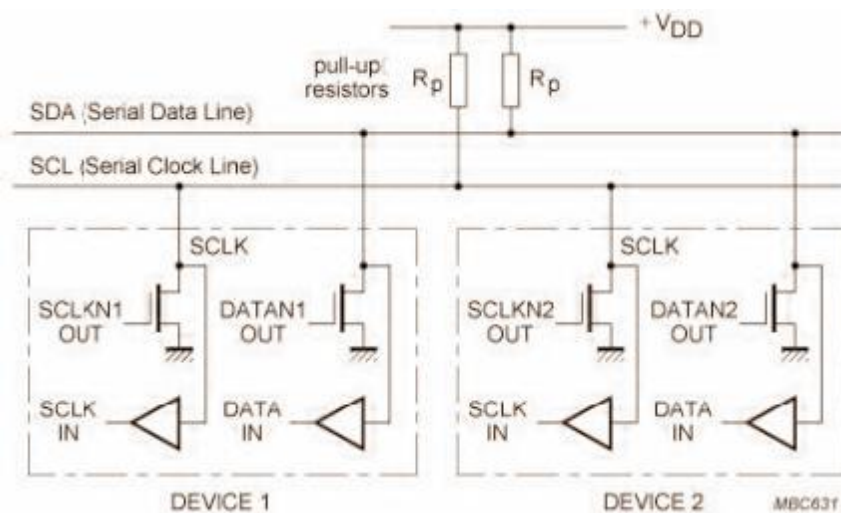 + VDD
pull-up
resistors
Rp
Rp
SDA (Serial Data Line)
SCL (Serial Clock Line)
SCLK
SCLK
SCLKN1
OUT
DATAN1
OUT
SCLKN2
OUT
DATAN2
OUT
SCLK
IN
DATA
IN
SCLK
IN
DATA
IN
DEVICE 1
DEVICE 2
MBC631